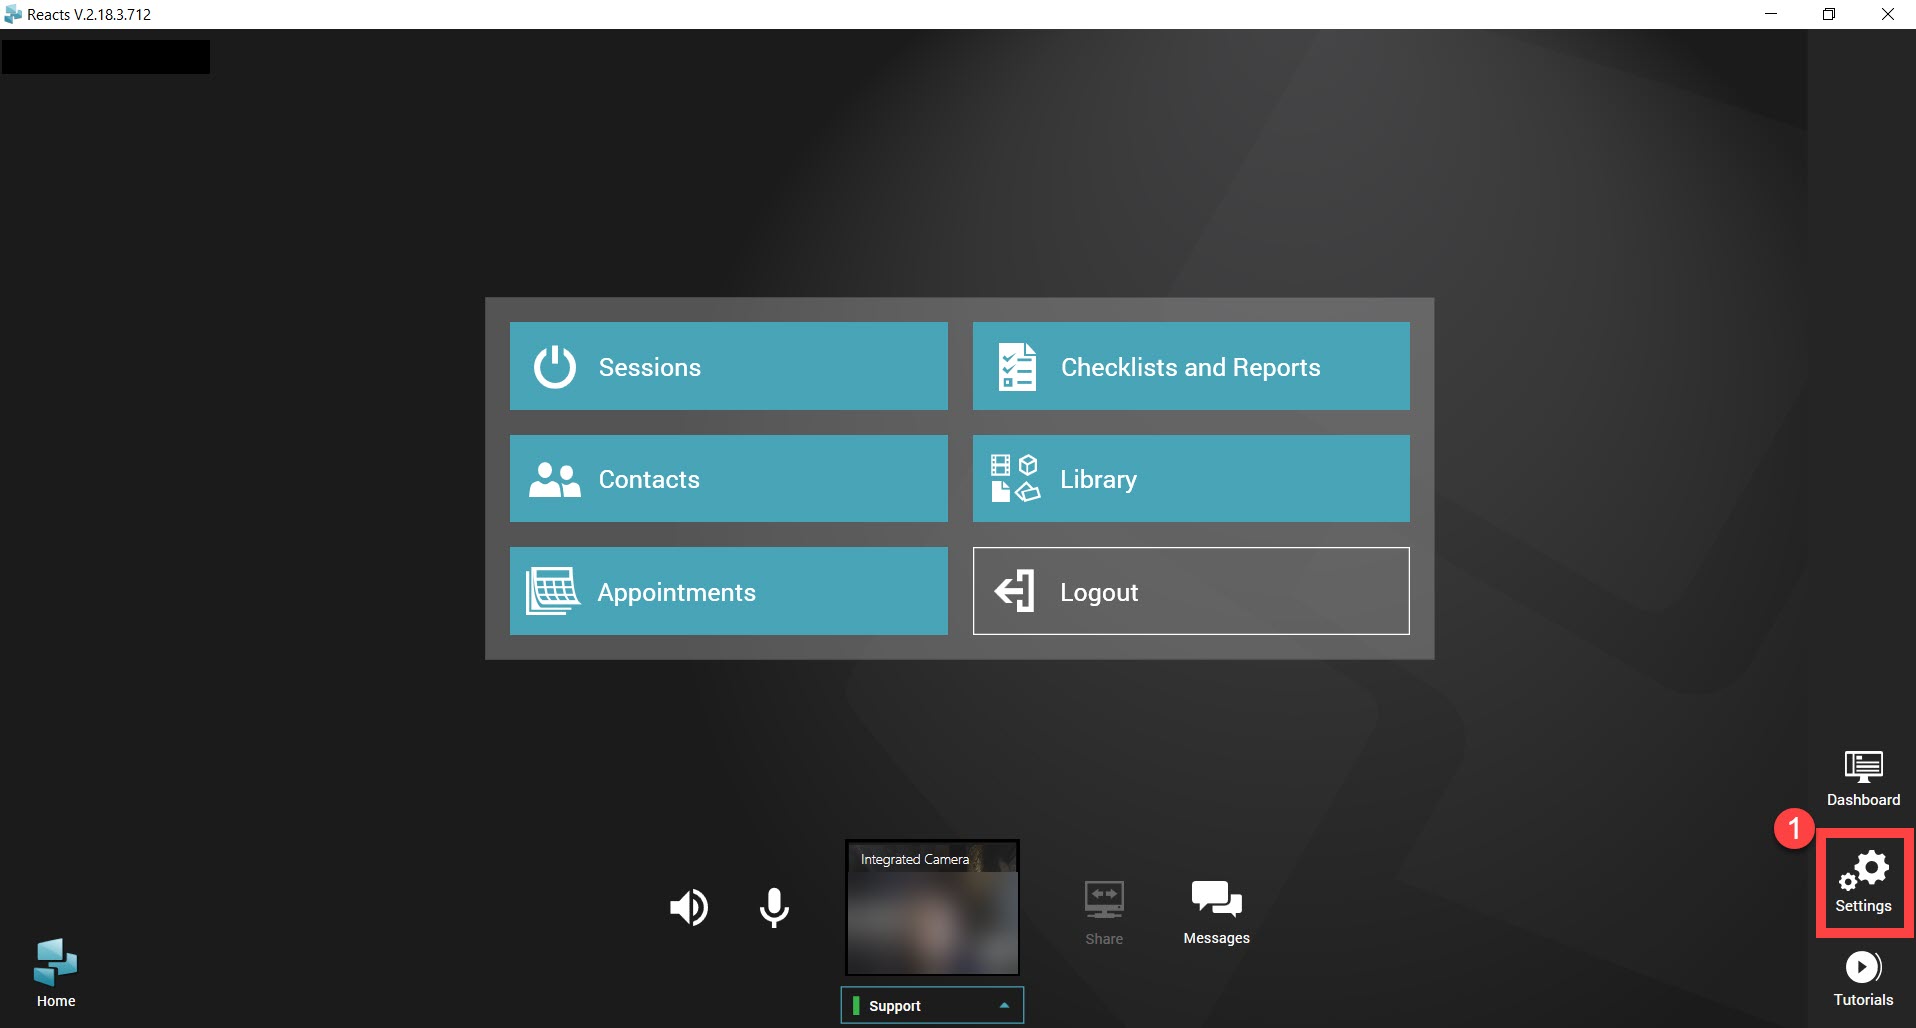 Reacts V.2.18.3.712
Sessions
Checklists and Reports
Contacts
Library
Appointments
Logout
Dashboard
1
Settings
Integrated Camera
Share
Messages
Home
Support
Tutorials